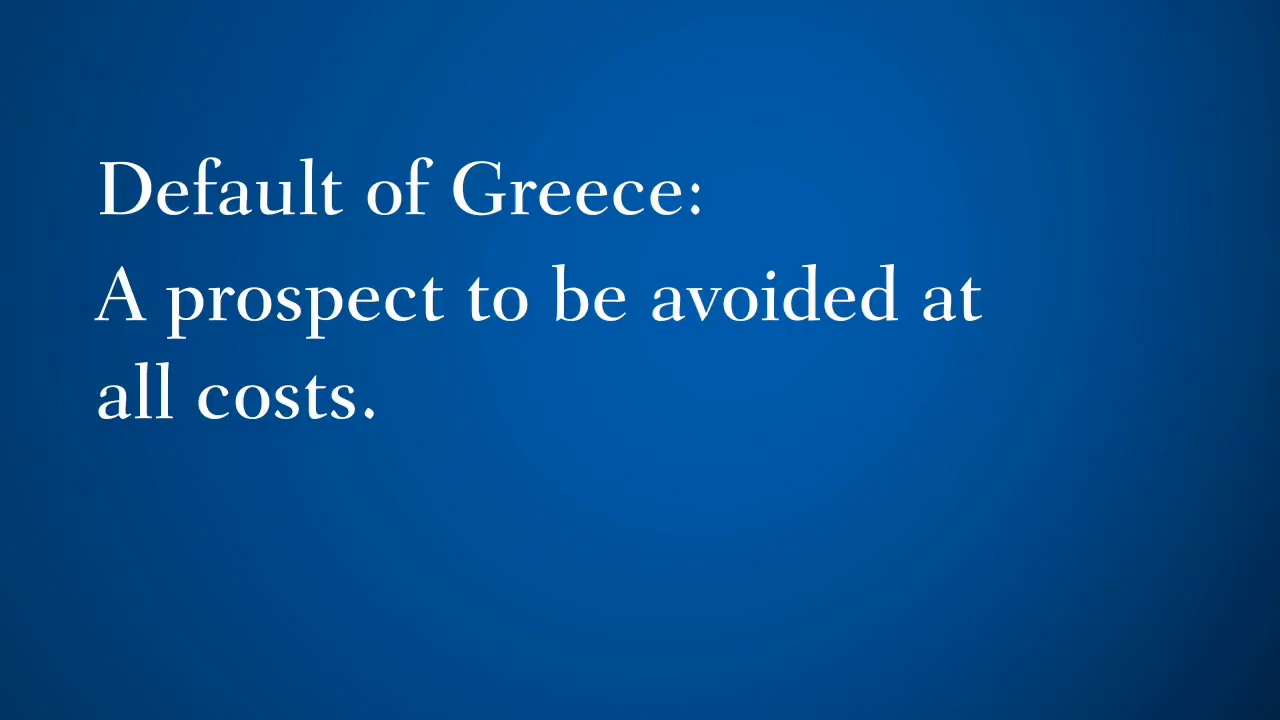 Default of Greece:
A prospect to be avoided at
all costs.